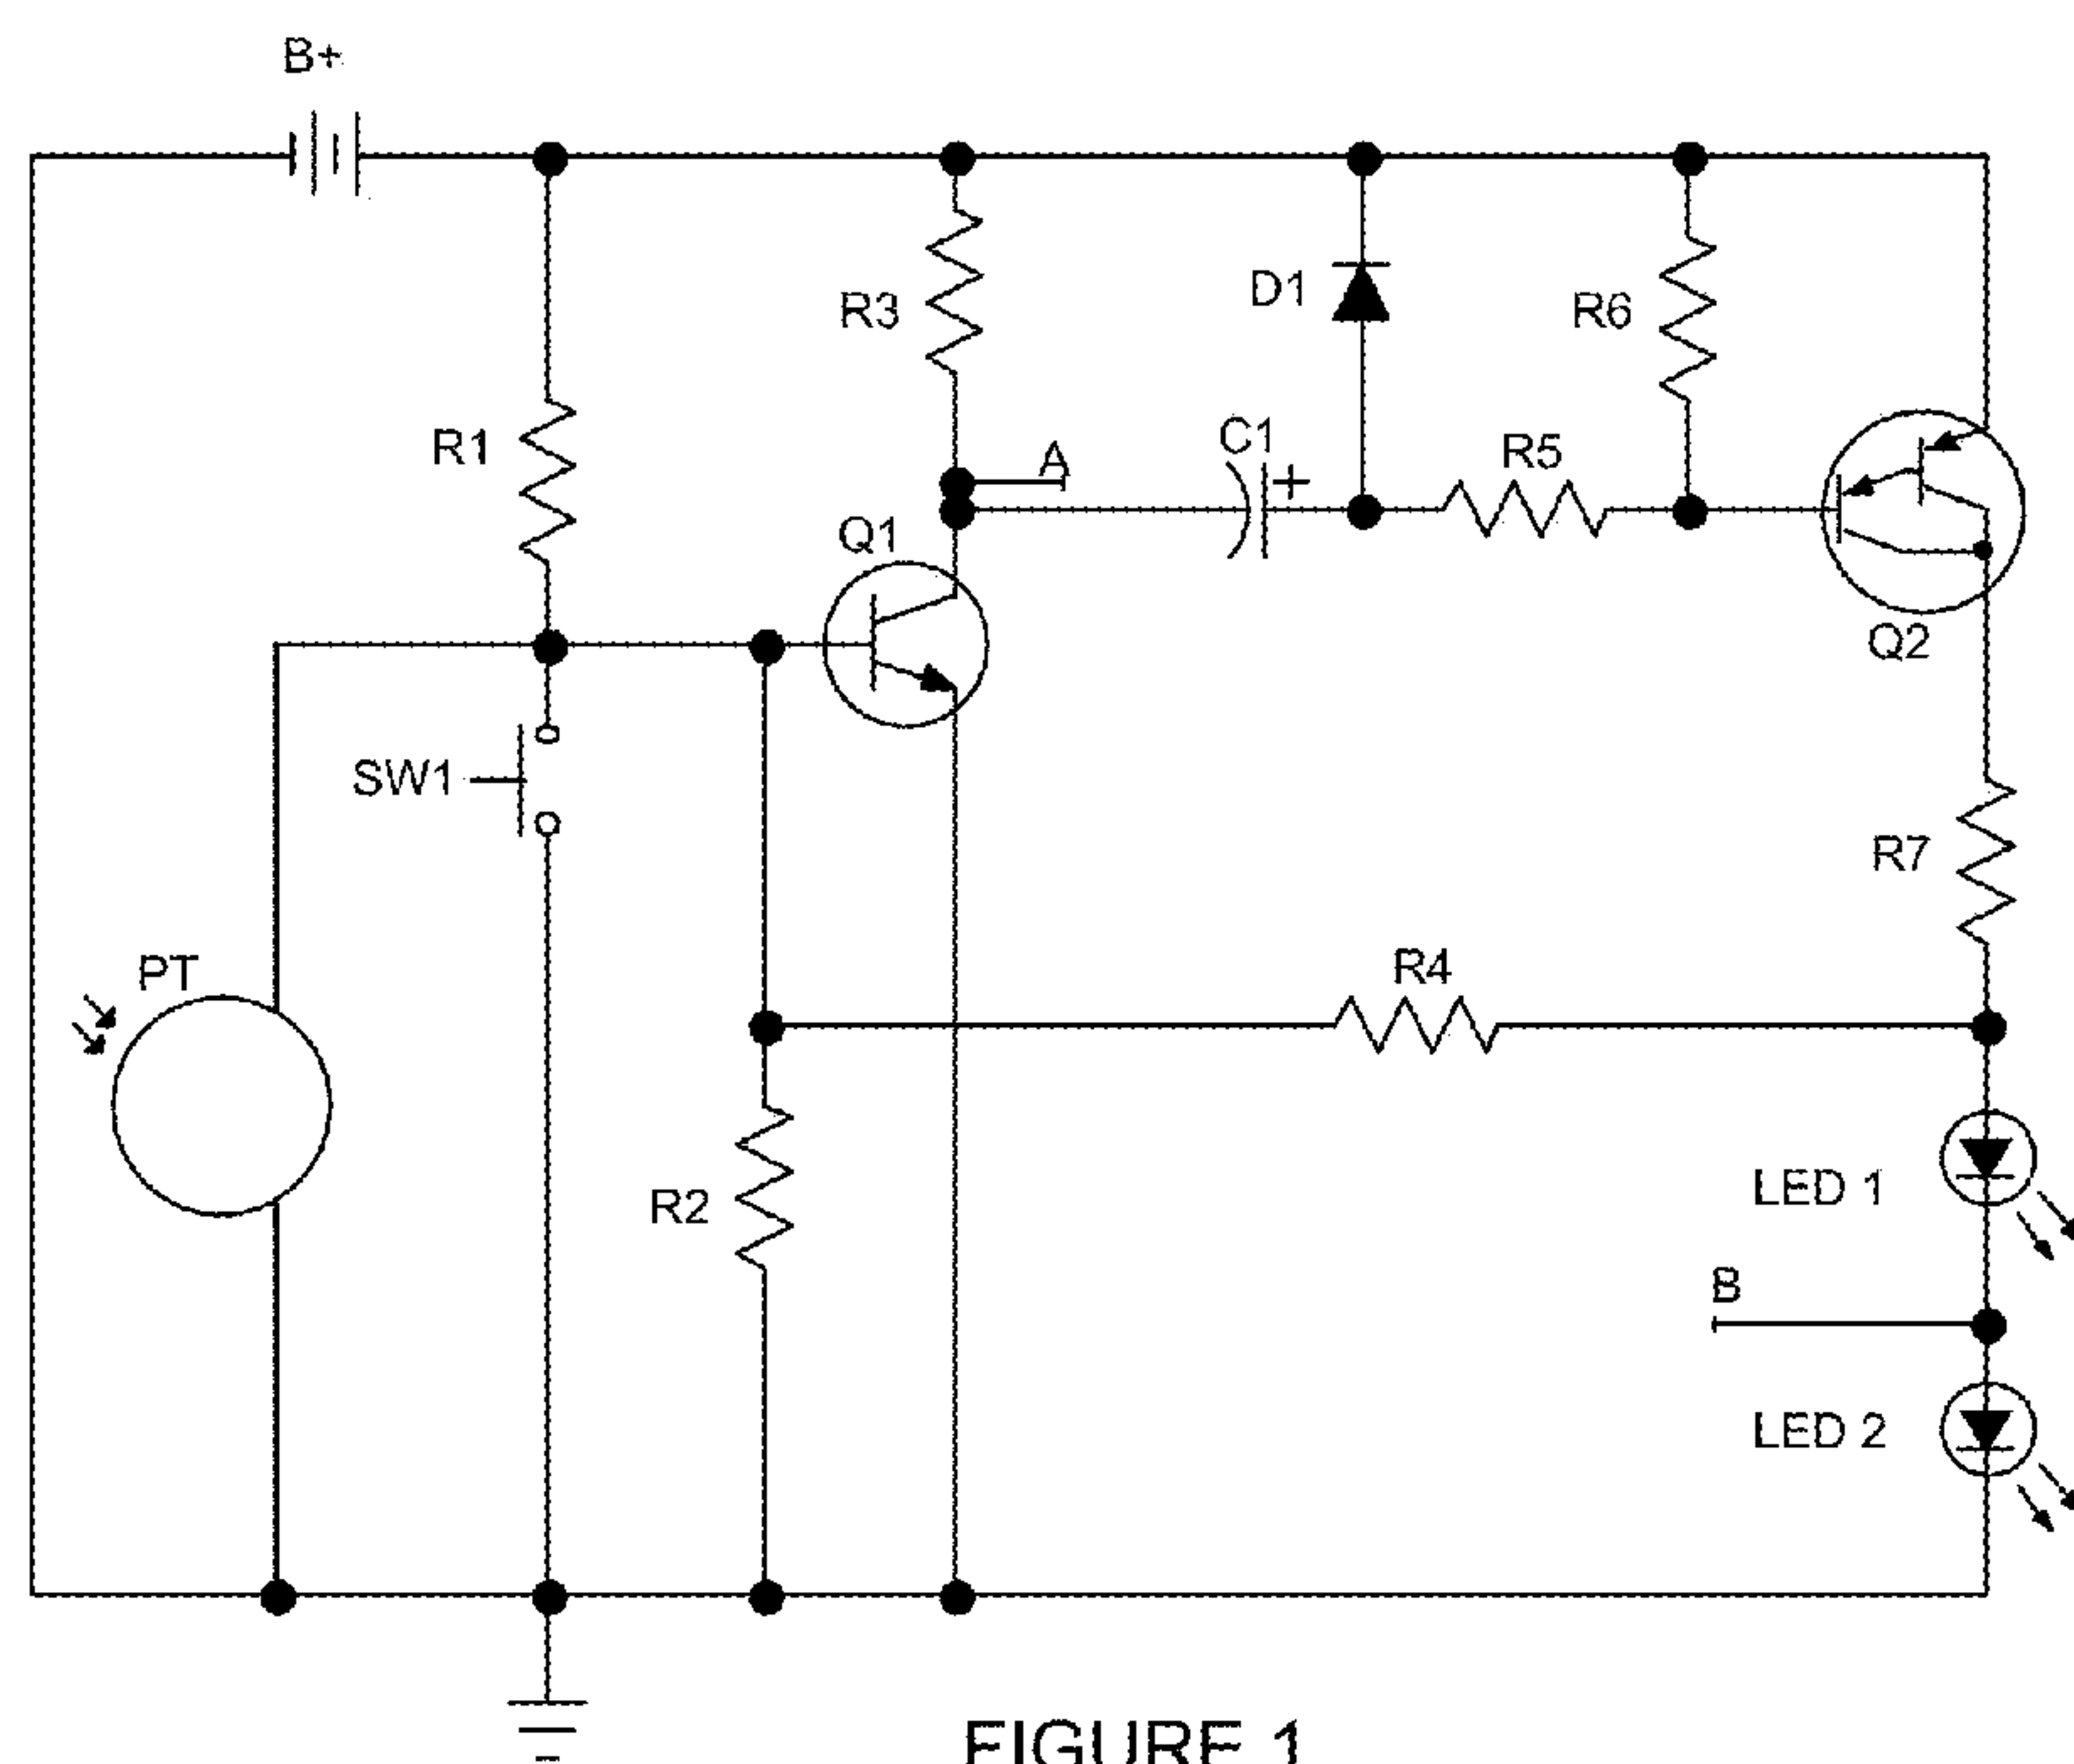 B+
R3
D1
R6
R1
A
C1
+
R5
Q1
Q2
SW1
R7
PT
R4
R2
LED 1
B
LED 2
FIGURE 1